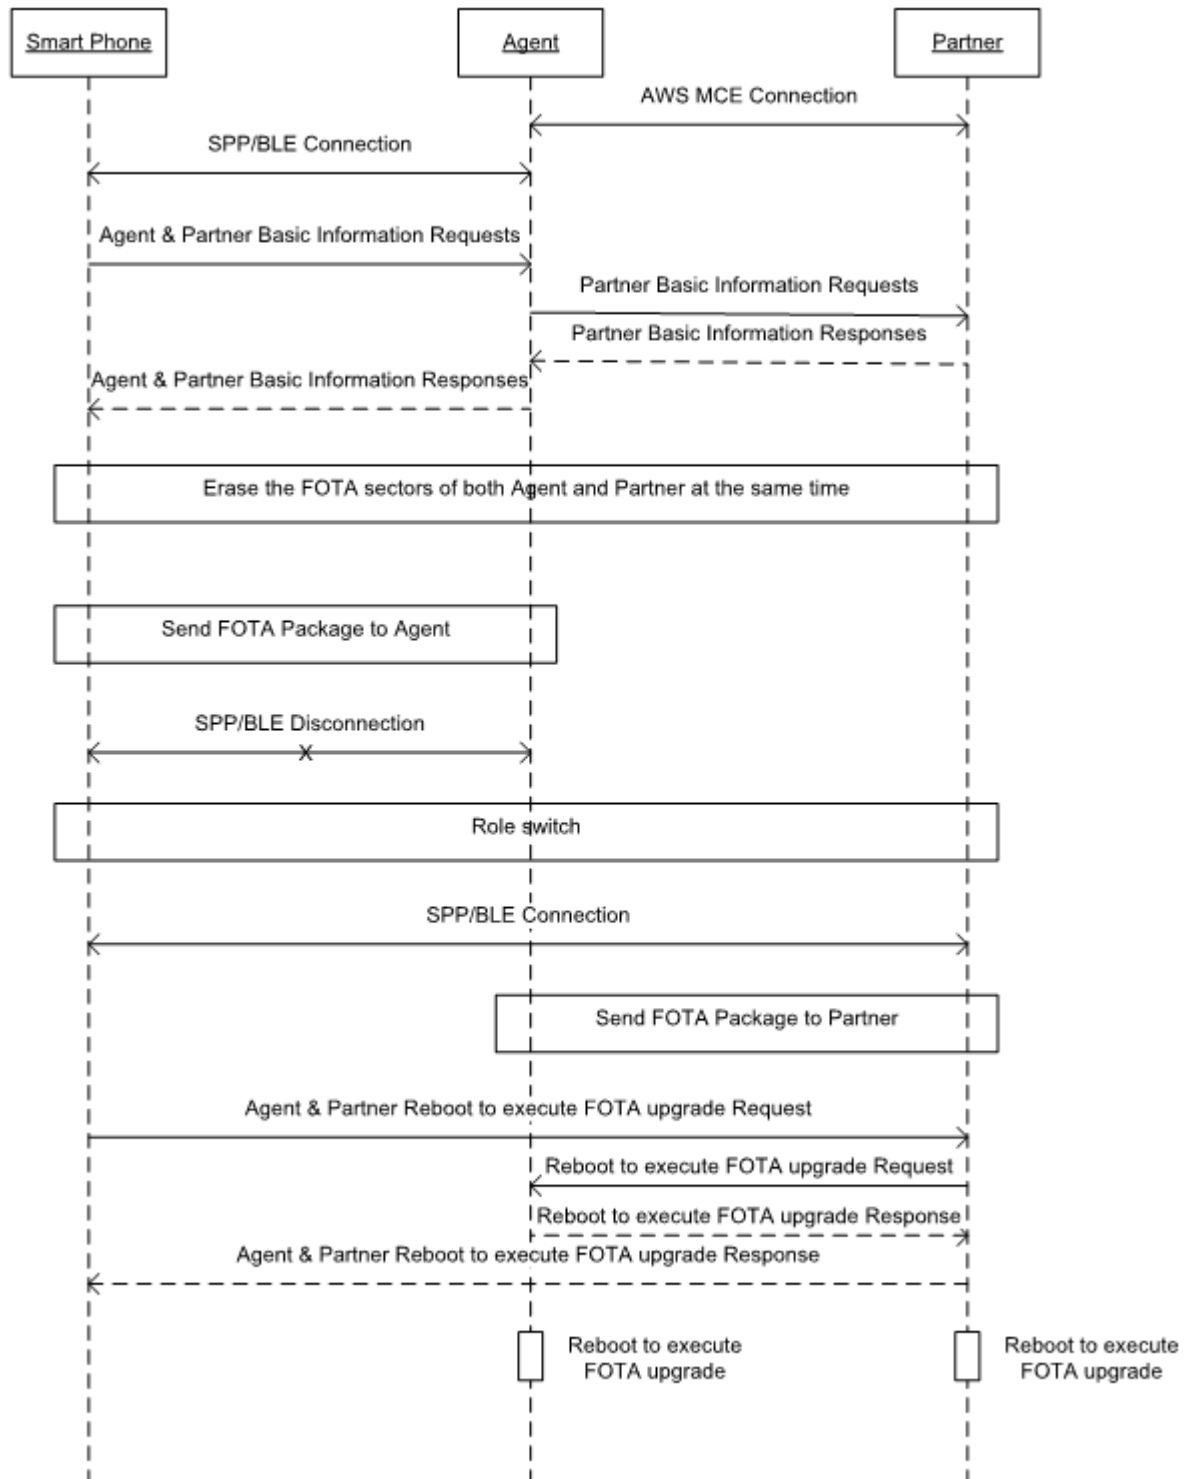 Smart Phone
Agent
Partner
AWS MCE Connection
SPP/BLE Connection
Agent & Partner Basic Information Requests
Partner Basic Information Requests
Partner Basic Information Responses
Agent & Partner Basic Information Responses
Erase the FOTA sectors of both Agent and Partner at the same time
Send FOTA Package to Agent
SPP/BLE Disconnection
X
Role switch
SPP/BLE Connection
Send FOTA Package to Partner
Agent & Partner Reboot to execute FOTA upgrade Request
Reboot to execute FOTA upgrade Request
Reboot to execute FOTA upgrade Response
Agent & Partner Reboot to execute FOTA upgrade Response
Reboot to execute
FOTA upgrade
Reboot to execute
FOTA upgrade